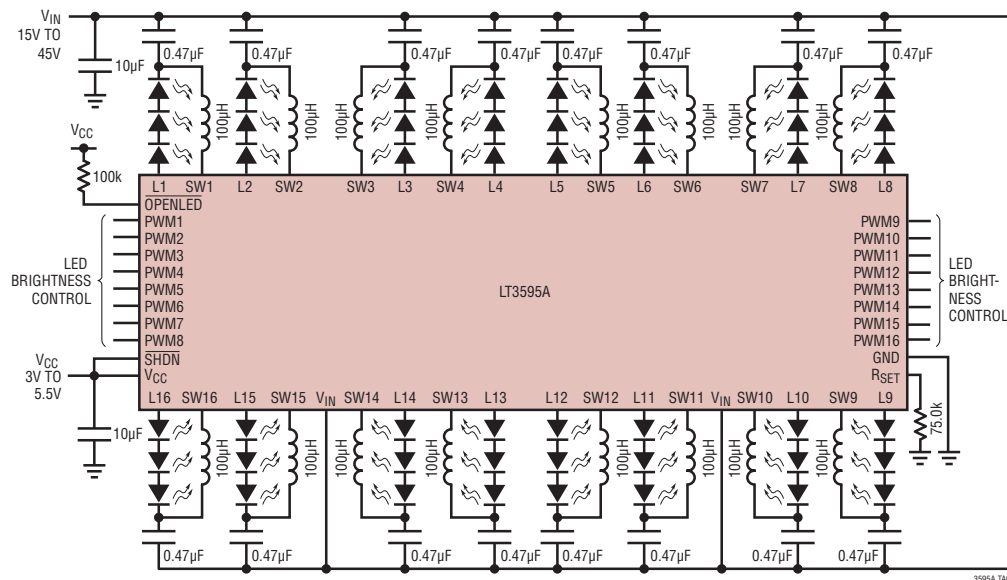 VIN
15V TO
45V
10µF
0.47µF 0.47µF 0.47µF 0.47µF 0.47µF 0.47µF 0.47µF 0.47µF
100µH 100µH 100µH 100µH 100µH 100µH 100µH 100µH
VCC
100k
L1 SW1 L2 SW2 SW3 L3 SW4 L4 L5 SW5 L6 SW6 SW7 L7 SW8 L8
OPENLED
PWM1
PWM2
PWM3
PWM4
PWM5
PWM6
PWM7
PWM8
LED
BRIGHTNESS
CONTROL
LT3595A
PWM9
PWM10
PWM11
PWM12
PWM13
PWM14
PWM15
PWM16
LED
BRIGHT-
NESS
CONTROL
SHDN
VCC
VCC
3V TO
5.5V
10µF
GND
RSET
75.0k
L16 SW16 L15 SW15 VIN SW14 L14 SW13 L13 L12 SW12 L11 SW11 VIN SW10 L10 SW9 L9
100µH 100µH 100µH 100µH 100µH 100µH 100µH 100µH
0.47µF 0.47µF 0.47µF 0.47µF 0.47µF 0.47µF 0.47µF 0.47µF